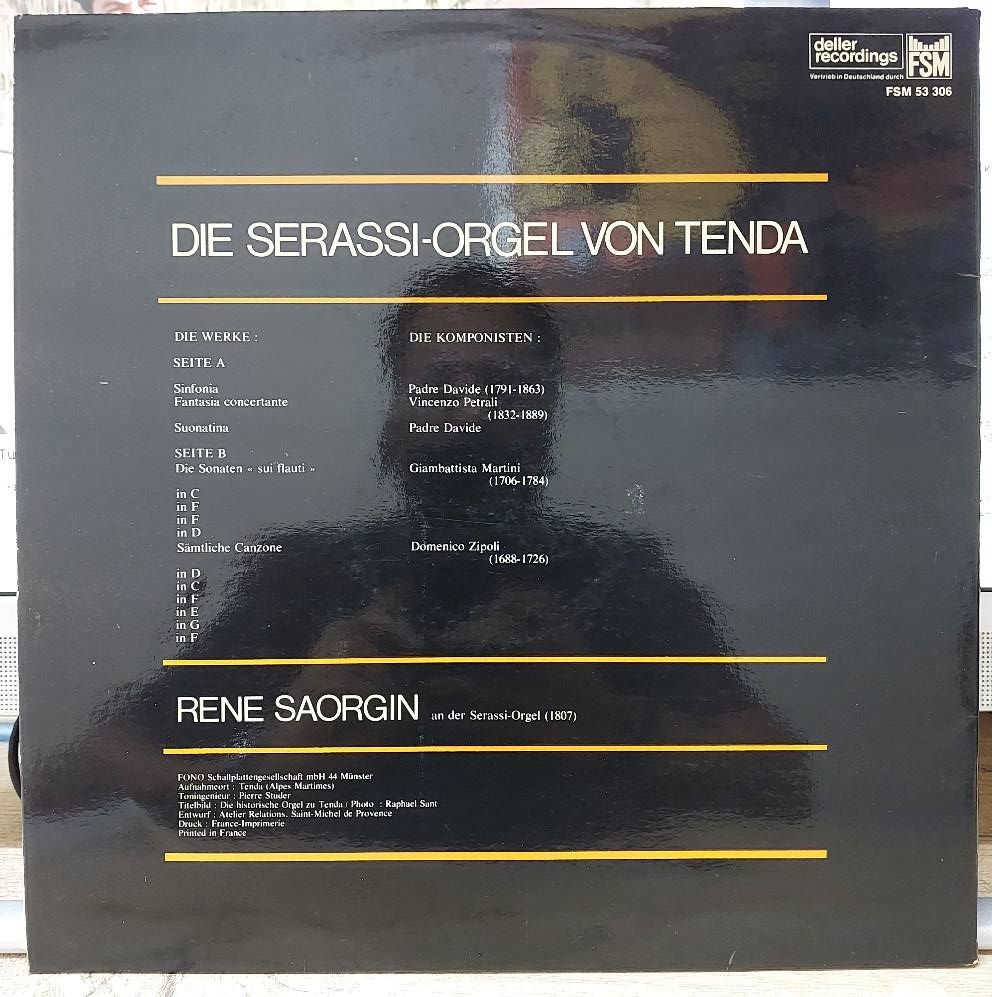 deller
recordings
FSM
Vertrieb in Deutschland durch
FSM 53 306
DIE SERASSI-ORGEL VON TENDA
DIE WERKE : DIE KOMPONISTEN :
SEITE A
Sinfonia Padre Davide (1791-1863)
Fantasia concertante Vincenzo Petrali
(1832-1889)
Suonatina Padre Davide
SEITE B
Die Sonaten « sui flauti » Giambattista Martini
(1706-1784)
in C
in F
in F
in D
Sämtliche Canzone Domenico Zipoli
(1688-1726)
in D
in C
in F
in E
in G
in F
RENE SAORGIN an der Serassi-Orgel (1807)
FONO Schallplattengesellschaft mbH 44 Münster
Aufnahmeort : Tenda (Alpes Martimes)
Toningenieur : Pierre Studer
Titelbild : Die historische Orgel zu Tenda / Photo : Raphael Sant
Entwurf : Atelier Relations. Saint-Michel de Provence
Druck : France-Imprimerie
Printed in France